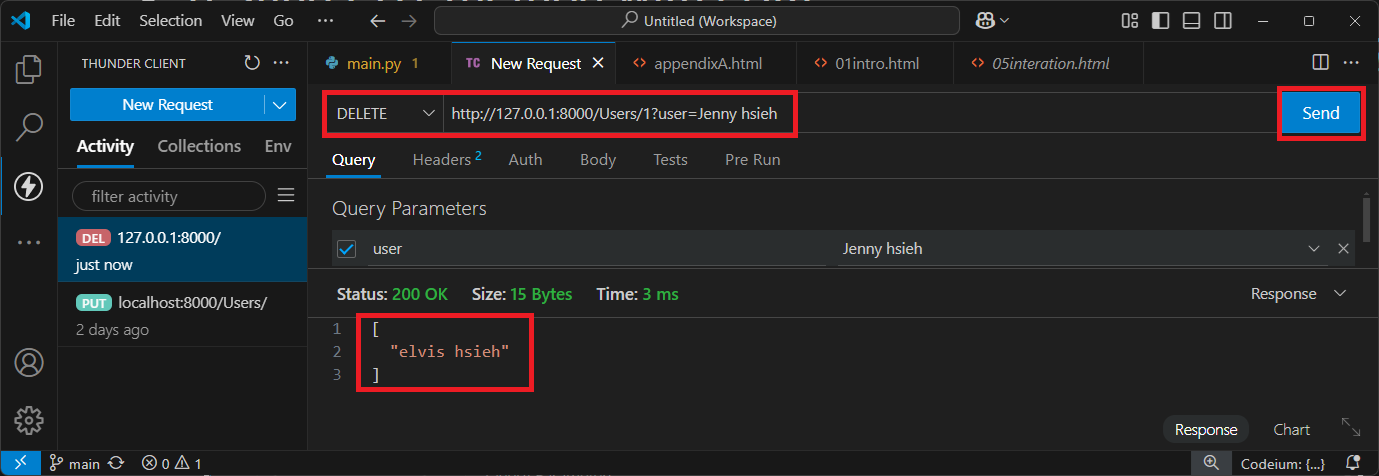 File Edit Selection View Go ··· Untitled (Workspace)
THUNDER CLIENT ···
main.py 1
TC New Request
appendixA.html
01intro.html
05interation.html
New Request
DELETE http://127.0.0.1:8000/Users/1?user=Jenny hsieh Send
Activity Collections Env
Query Headers 2 Auth Body Tests Pre Run
filter activity
Query Parameters
DEL 127.0.0.1:8000/
just now
user Jenny hsieh
PUT localhost:8000/Users/
2 days ago
Status: 200 OK Size: 15 Bytes Time: 3 ms Response
1 [
2 "elvis hsieh"
3 ]
Response Chart
main 0 1 Codeium: {...}